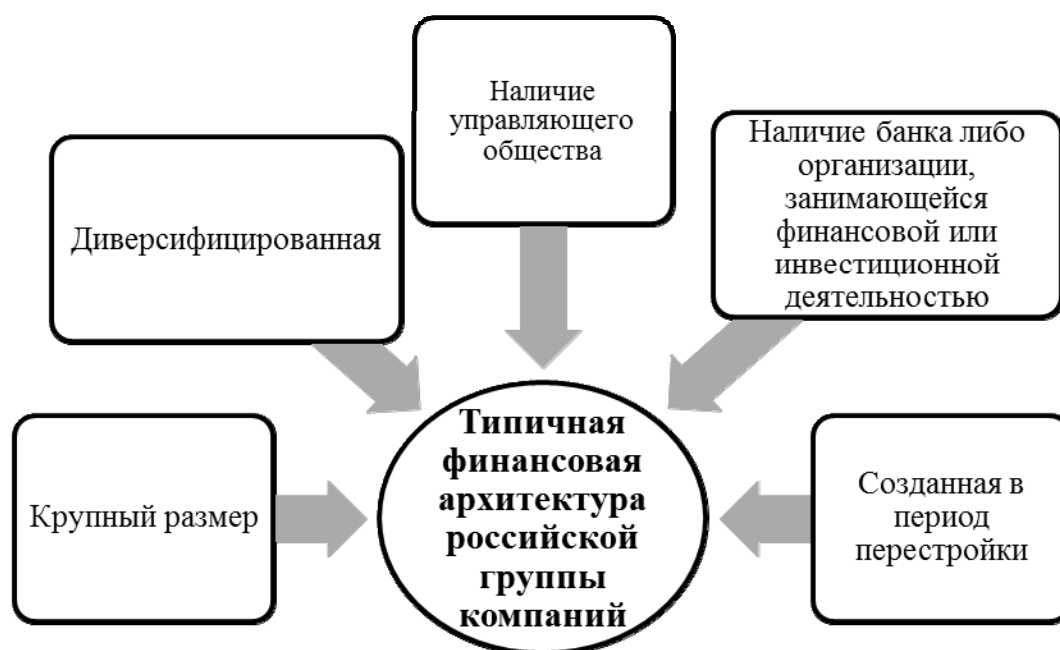 Наличие
управляющего
общества
Наличие банка либо
организации,
занимающейся
финансовой или
инвестиционной
деятельностью
Диверсифицированная
Крупный размер
Типичная
финансовая
архитектура
российской
группы
компаний
Созданная в
период
перестройки